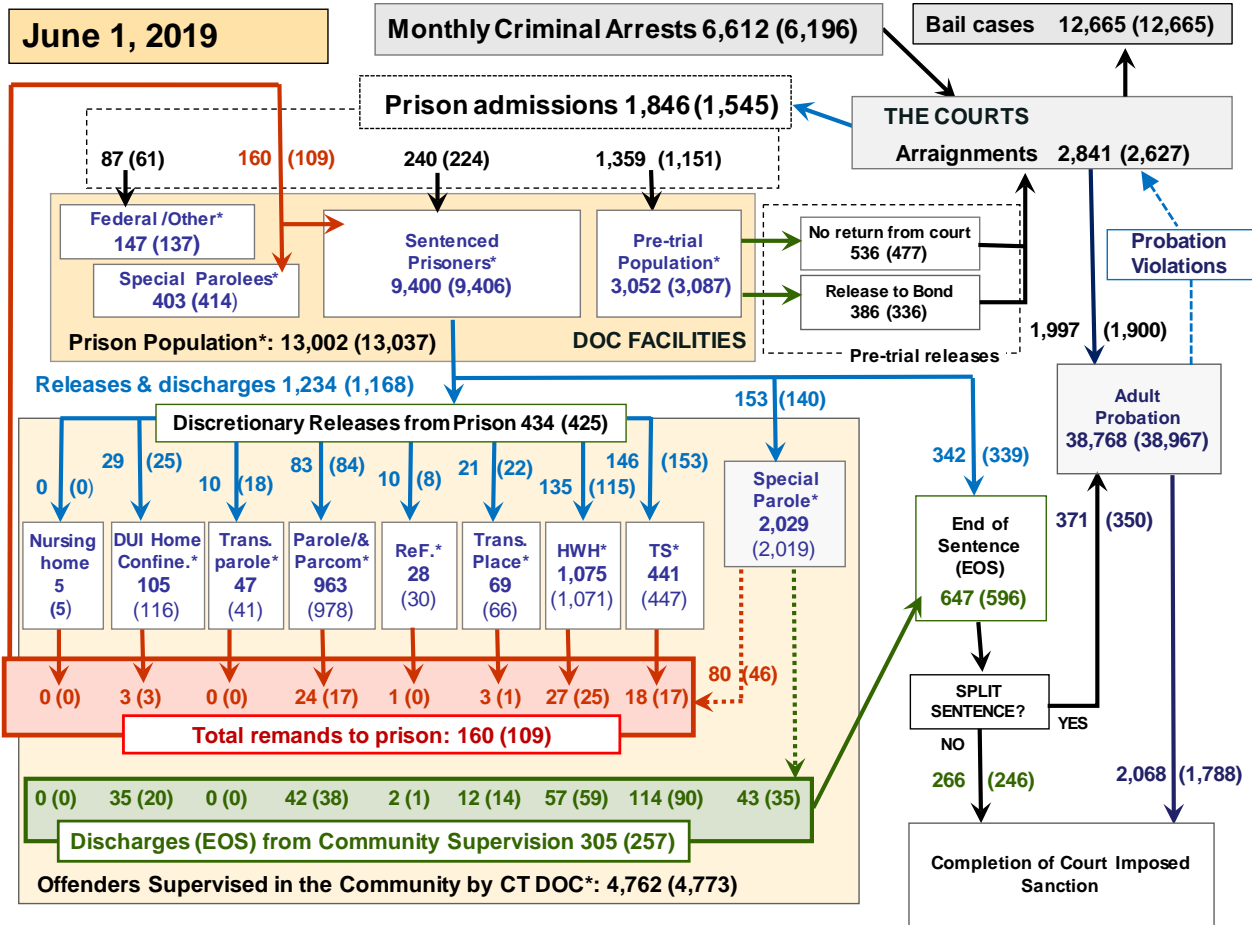 June 1, 2019
Monthly Criminal Arrests 6,612 (6,196)
Bail cases 12,665 (12,665)
Prison admissions 1,846 (1,545)
THE COURTS
Arraignments 2,841 (2,627)
87 (61)
160 (109)
240 (224)
1,359 (1,151)
Federal /Other*
147 (137)
Special Parolees*
403 (414)
Sentenced
Prisoners*
9,400 (9,406)
Pre-trial
Population*
3,052 (3,087)
No return from court
536 (477)
Release to Bond
386 (336)
Pre-trial releases
Probation
Violations
Prison Population*: 13,002 (13,037)
DOC FACILITIES
1,997 (1,900)
Releases & discharges 1,234 (1,168)
Discretionary Releases from Prison 434 (425)
153 (140)
Adult
Probation
38,768 (38,967)
0 (0)
29 (25)
10 (18)
83 (84)
10 (8)
21 (22)
135 (115)
146 (153)
342 (339)
371 (350)
Nursing
home
5
(5)
DUI Home
Confine.*
105
(116)
Trans.
parole*
47
(41)
Parole/&
Parcom*
963
(978)
ReF.*
28
(30)
Trans.
Place*
69
(66)
HWH*
1,075
(1,071)
TS*
441
(447)
Special
Parole*
2,029
(2,019)
End of
Sentence
(EOS)
647 (596)
0 (0)
3 (3)
0 (0)
24 (17)
1 (0)
3 (1)
27 (25)
18 (17)
80 (46)
Total remands to prison: 160 (109)
SPLIT
SENTENCE?
YES
NO
266 (246)
2,068 (1,788)
0 (0)
35 (20)
0 (0)
42 (38)
2 (1)
12 (14)
57 (59)
114 (90)
43 (35)
Discharges (EOS) from Community Supervision 305 (257)
Offenders Supervised in the Community by CT DOC*: 4,762 (4,773)
Completion of Court Imposed
Sanction